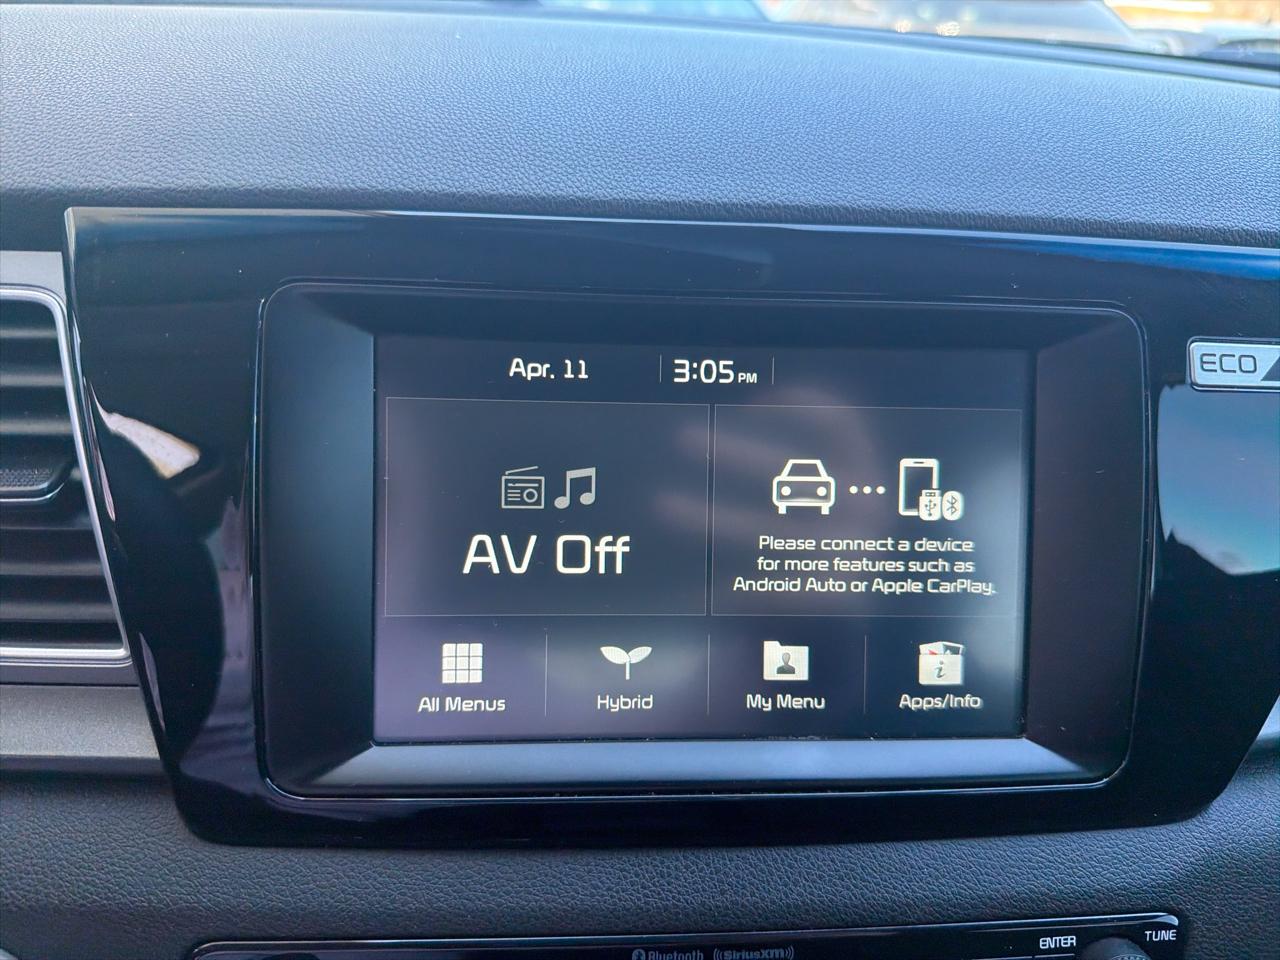 Apr. 11
3:05 PM
ECO
AV Off
Please connect a device
for more features such as
Android Auto or Apple CarPlay.
All Menus
Hybrid
My Menu
Apps/Info
ENTER
TUNE
Bluetooth
((SiriusXM))